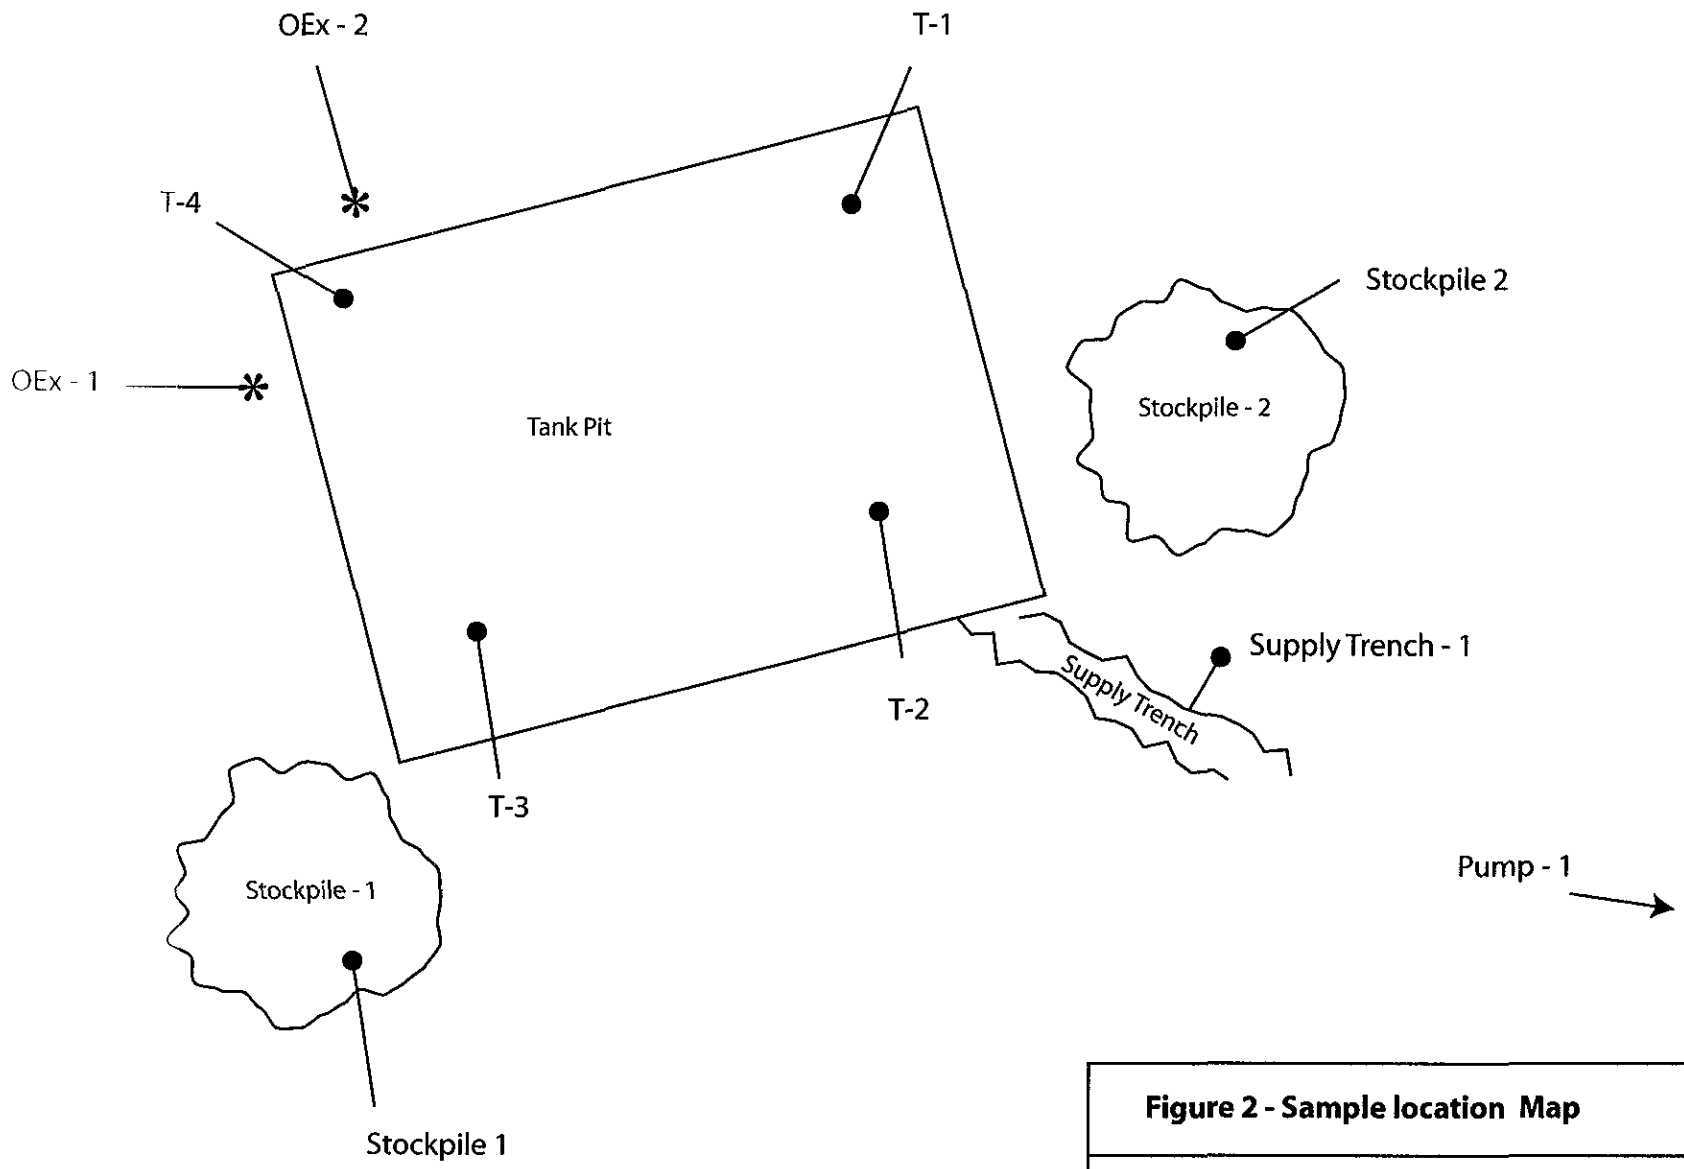 OEx - 2
T-1
T-4
Stockpile 2
OEx - 1
Stockpile - 2
Tank Pit
Supply Trench - 1
Supply Trench
T-2
T-3
Pump - 1
Stockpile - 1
Figure 2 - Sample location Map
Stockpile 1